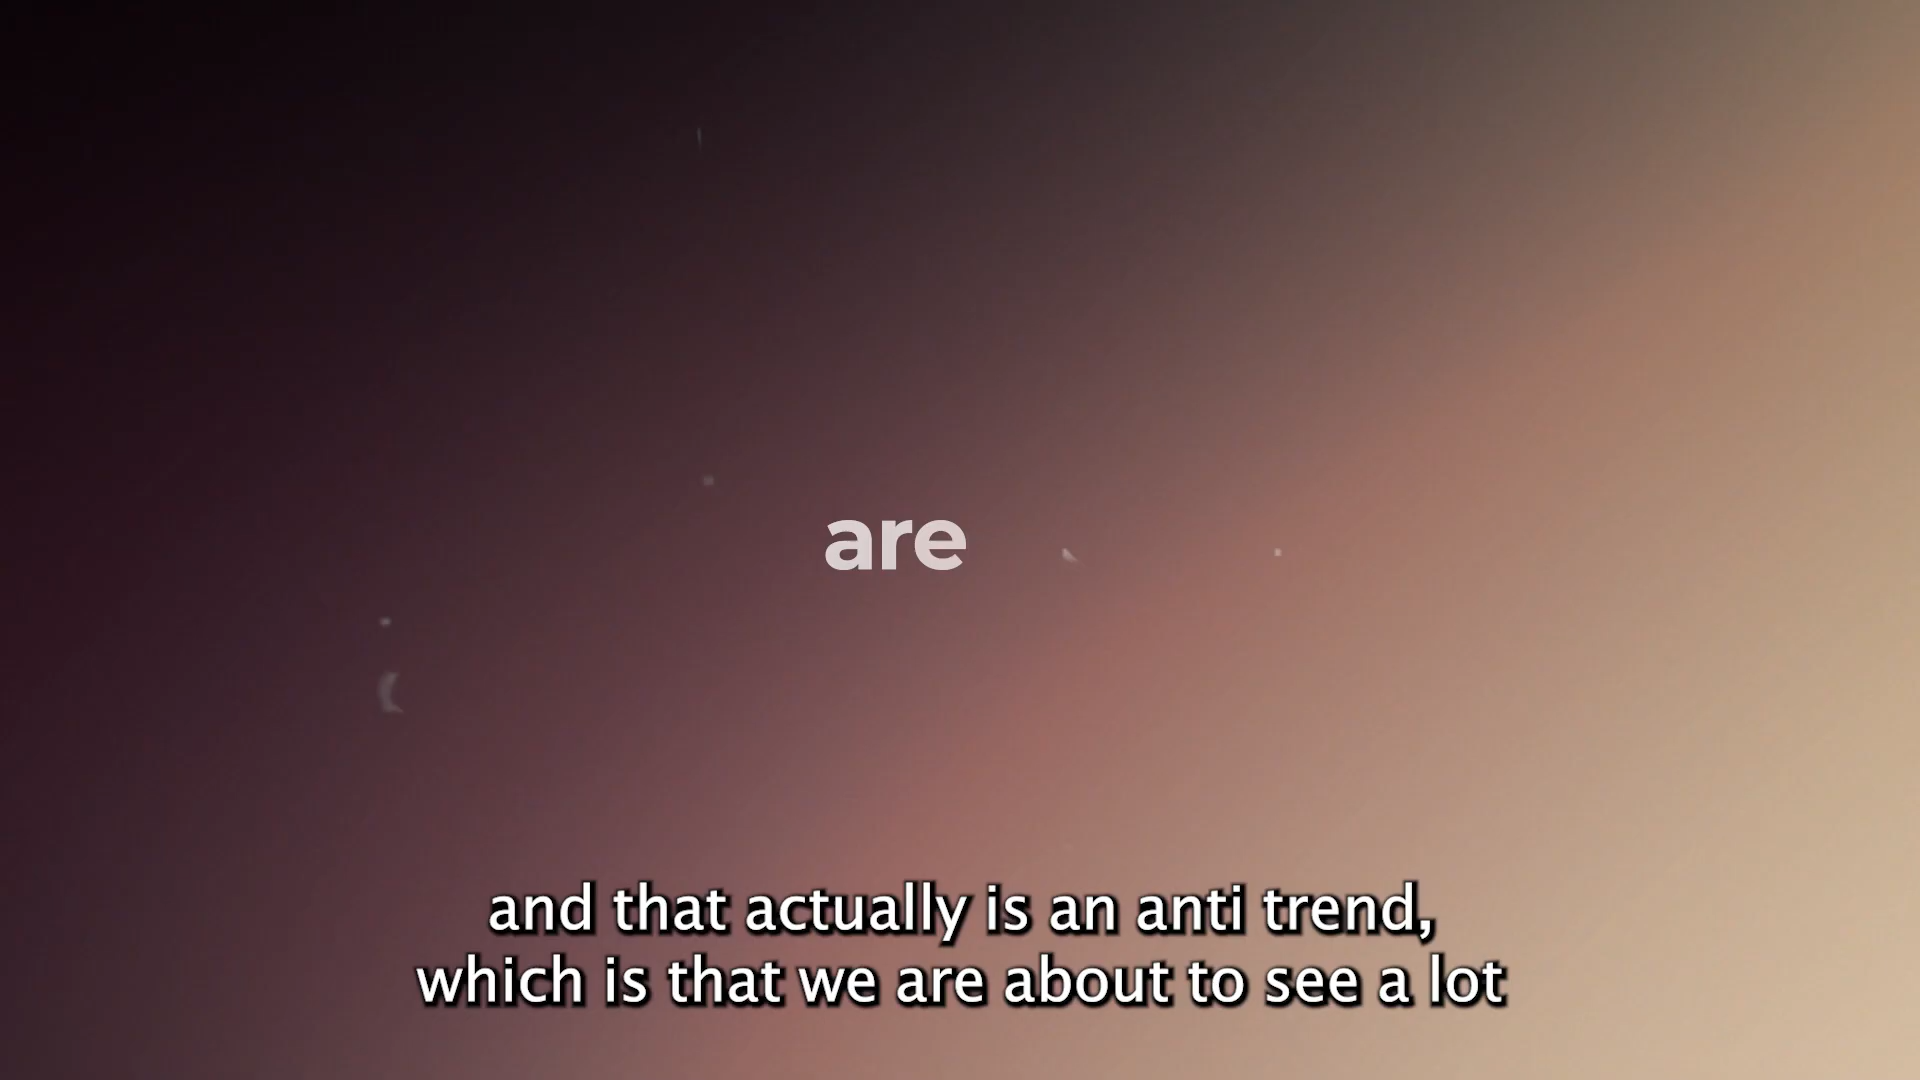 are
and that actually is an anti trend,
which is that we are about to see a lot